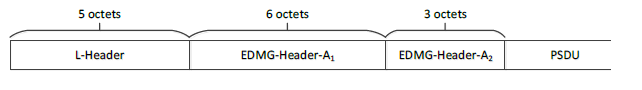 5 octets 6 octets 3 octets
L-Header EDMG-Header-A₁ EDMG-Header-A₂ PSDU